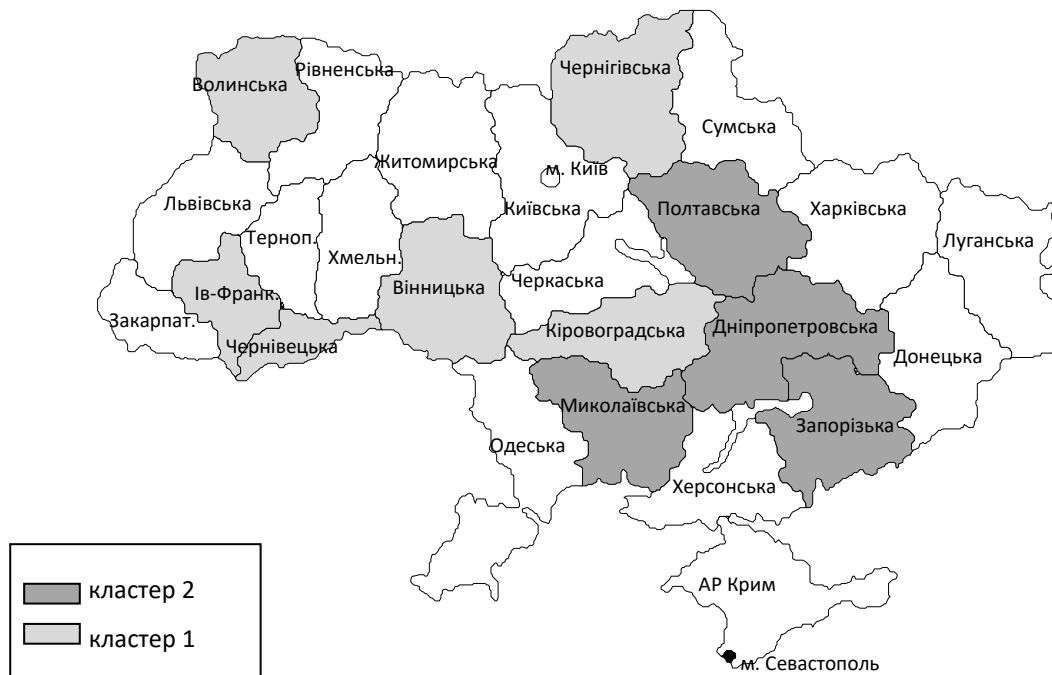 Рівненська
Чернігівська
Волинська
Сумська
Житомирська
м. Київ
Львівська
Київська
Полтавська
Харківська
Терноп.
Хмельн.
Луганська
Ів-Франк.
Вінницька
Черкаська
Закарпат.
Чернівецька
Кіровоградська
Дніпропетровська
Донецька
Миколаївська
Запорізька
Одеська
Херсонська
АР Крим
м. Севастополь
кластер 2
кластер 1